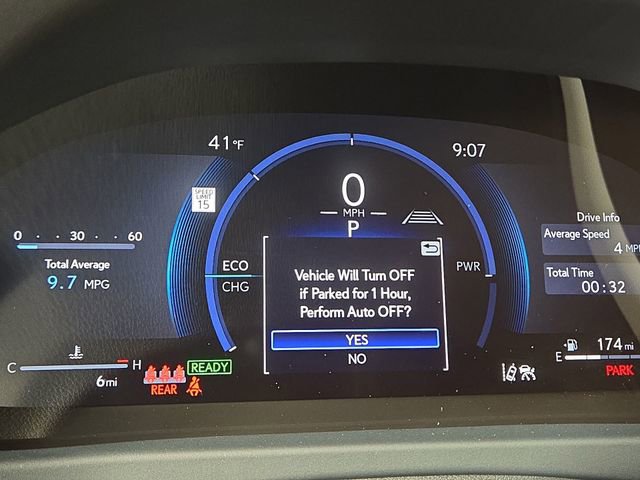 41°F
9:07
SPEED
LIMIT
15
0
MPH
P
0 30 60
Total Average
9.7 MPG
ECO
CHG
PWR
Vehicle Will Turn OFF
if Parked for 1 Hour,
Perform Auto OFF?
YES
NO
Drive Info
Average Speed
4
Total Time
00:32
C H
6 mi
REAR
READY
174 mi
E
PARK